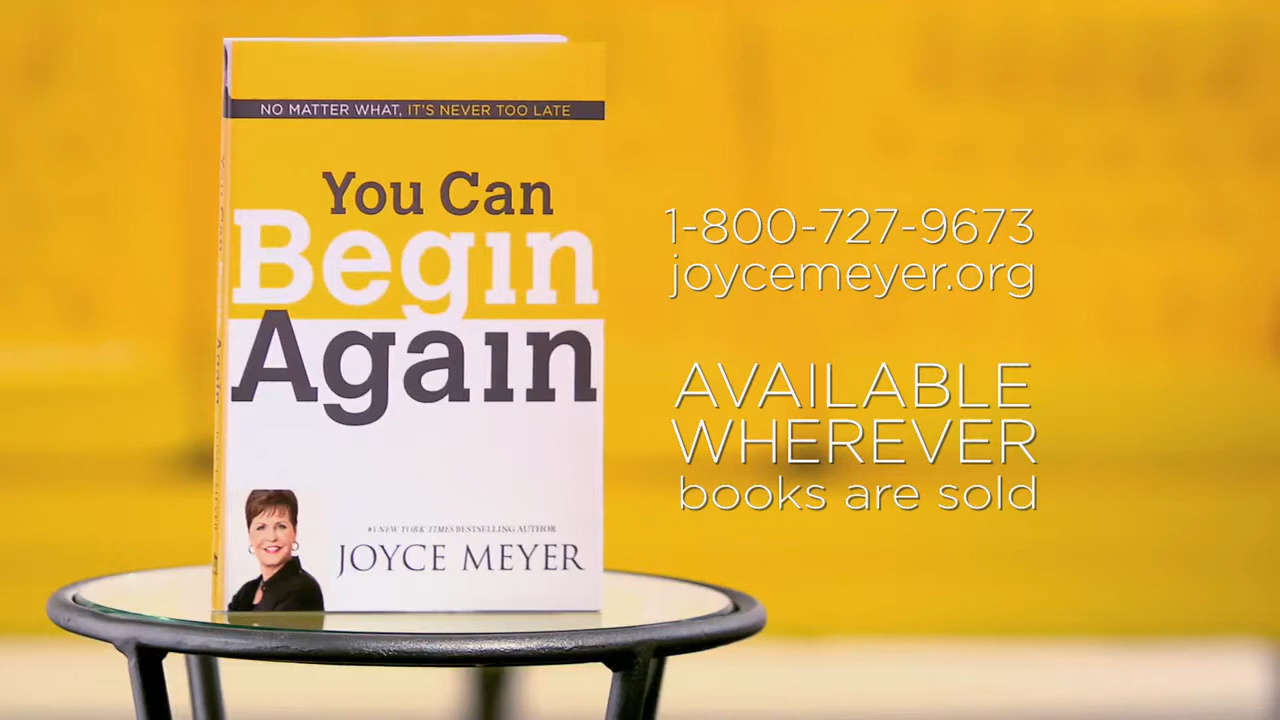 NO MATTER WHAT, IT'S NEVER TOO LATE
You Can
Begin
Again
#1 NEW YORK TIMES BESTSELLING AUTHOR
JOYCE MEYER
1-800-727-9673
joycemeyer.org
AVAILABLE
WHEREVER
books are sold